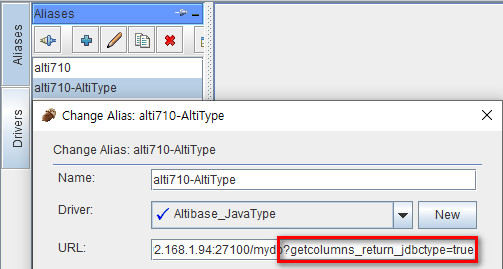 Aliases
Aliases
Drivers
alti710
alti710-AltiType
Change Alias: alti710-AltiType
Change Alias: alti710-AltiType
Name:
alti710-AltiType
Driver:
Altibase_JavaType
New
URL:
2.168.1.94:27100/mydb?getcolumns_return_jdbctype=true